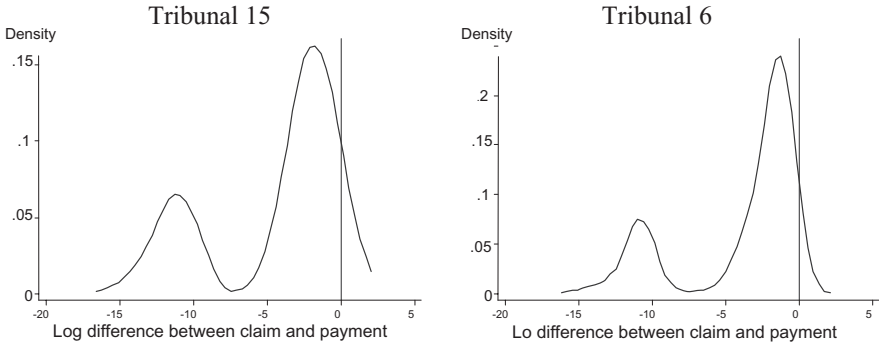 Tribunal 15
Density
.15
.1
.05
0
-20 -15 -10 -5 0 5
Log difference between claim and payment
Tribunal 6
Density
.2
.15
.1
.05
0
-20 -15 -10 -5 0 5
Lo difference between claim and payment